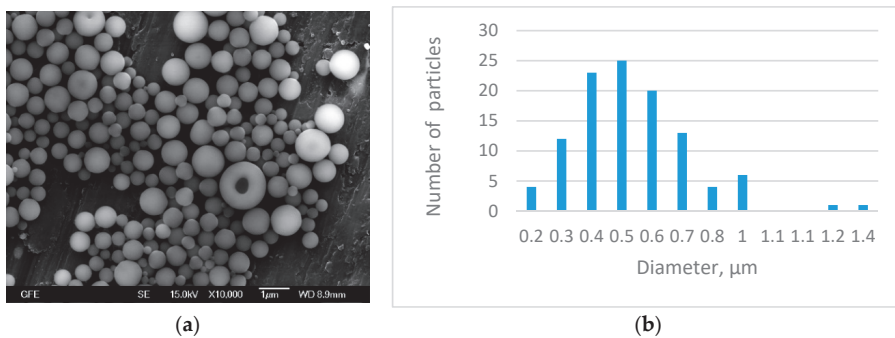 GFE SE 15.0kV X10,000 1µm WD 8.9mm
(a)
Number of particles
30
25
20
15
10
5
0
0.2 0.3 0.4 0.5 0.6 0.7 0.8 1 1.1 1.1 1.2 1.4
Diameter, µm
(b)